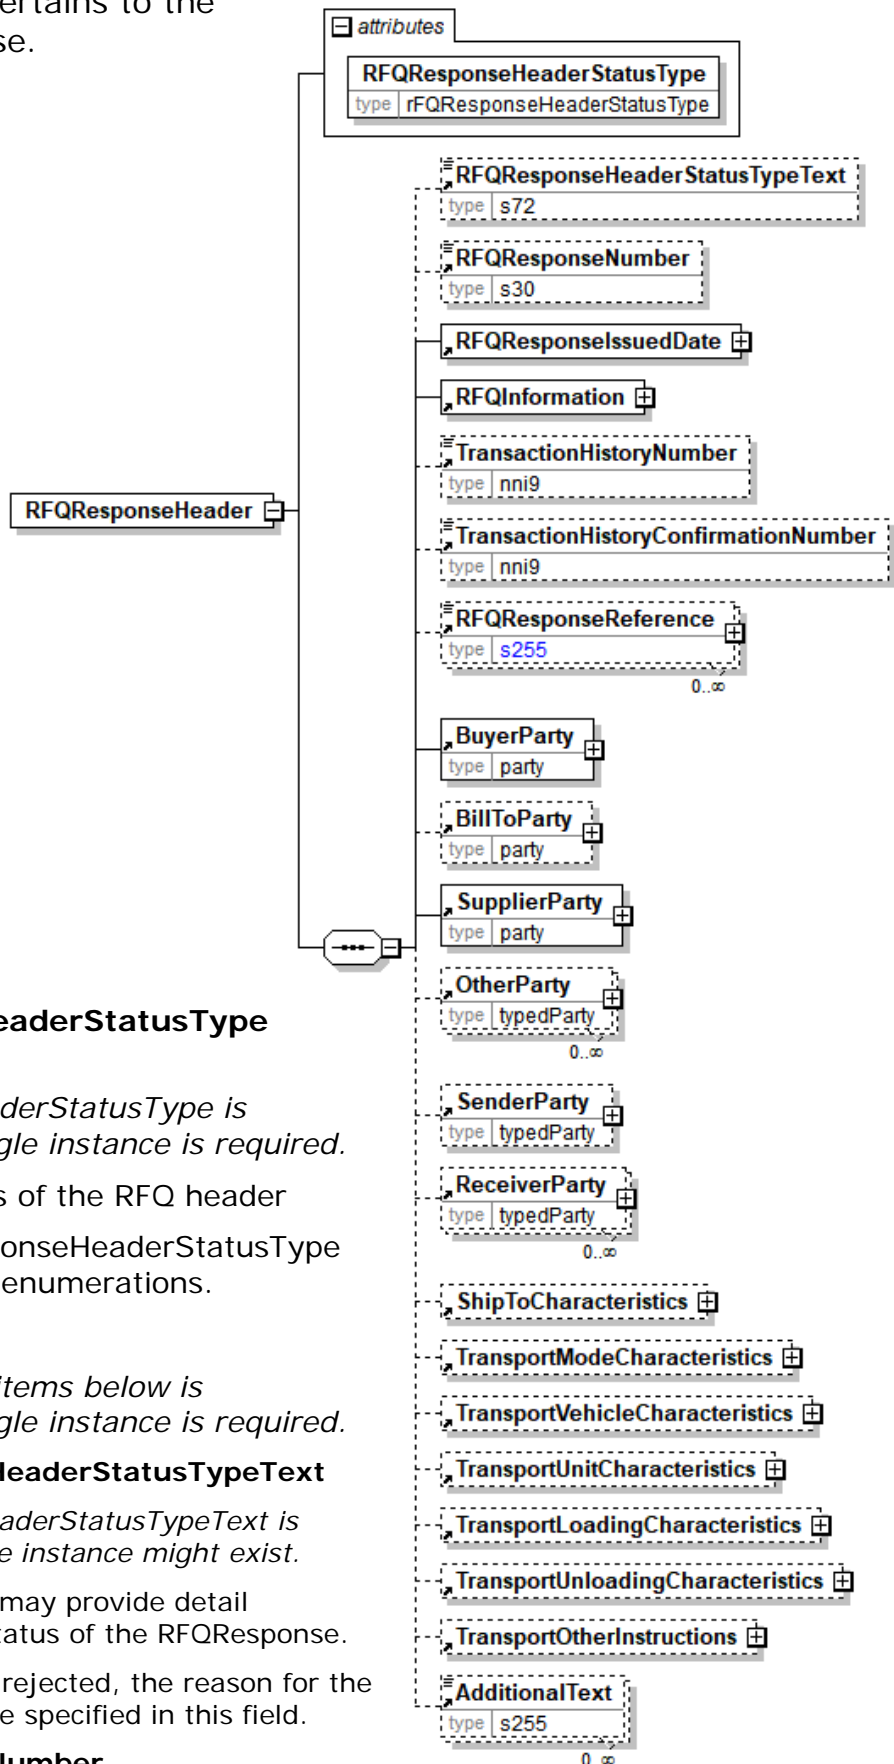 ertains to the
se.
attributes
RFQResponseHeaderStatusType
type rFQResponseHeaderStatusType
RFQResponseHeaderStatusTypeText
type s72
RFQResponseNumber
type s30
RFQResponseIssuedDate
RFQInformation
TransactionHistoryNumber
type nni9
RFQResponseHeader
TransactionHistoryConfirmationNumber
type nni9
RFQResponseReference
type s255
0..∞
BuyerParty
type party
BillToParty
type party
SupplierParty
type party
OtherParty
type typedParty
0..∞
SenderParty
type typedParty
ReceiverParty
type typedParty
0..∞
ShipToCharacteristics
TransportModeCharacteristics
TransportVehicleCharacteristics
TransportUnitCharacteristics
TransportLoadingCharacteristics
TransportUnloadingCharacteristics
TransportOtherInstructions
AdditionalText
type s255
0..∞
eaderStatusType
derStatusType is
gle instance is required.
s of the RFQ header
onseHeaderStatusType
enumerations.
items below is
gle instance is required.
HeaderStatusTypeText
aderStatusTypeText is
e instance might exist.
may provide detail
tatus of the RFQResponse.
rejected, the reason for the
e specified in this field.
Number